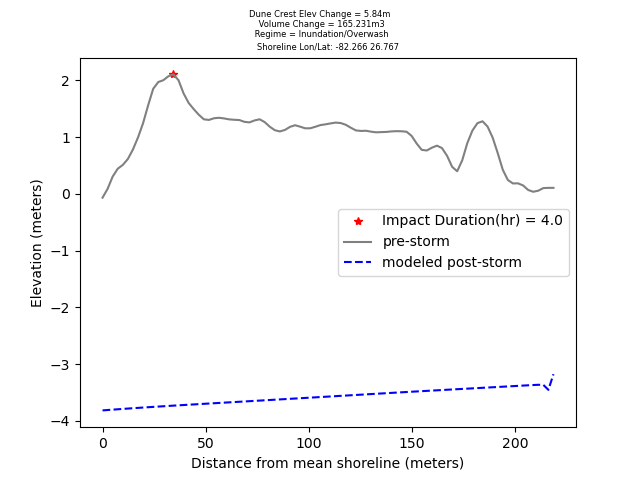 Dune Crest Elev Change = 5.84m
Volume Change = 165.231m3
Regime = Inundation/Overwash
Shoreline Lon/Lat: -82.266 26.767
2
1
0
−1
−2
−3
−4
Elevation (meters)
Impact Duration(hr) = 4.0
pre-storm
modeled post-storm
0 50 100 150 200
Distance from mean shoreline (meters)